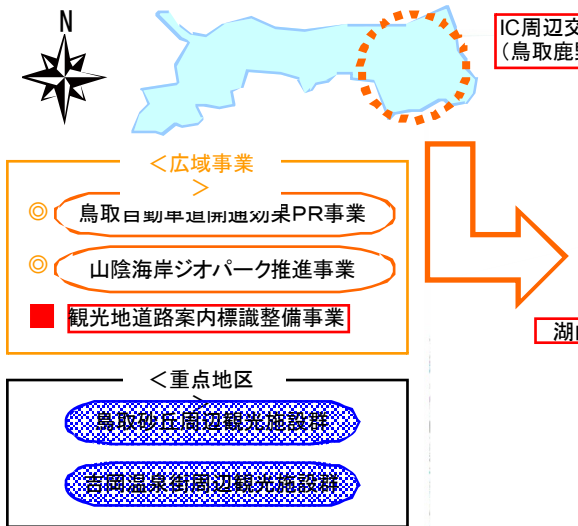 N
IC周辺交
(鳥取鹿野
<広域事業
>
◎ 鳥取自動車道開通効果PR事業
◎ 山陰海岸ジオパーク推進事業
観光地道路案内標識整備事業
湖山
<重点地区
>
鳥取砂丘周辺観光施設群
吉岡温泉街周辺観光施設群